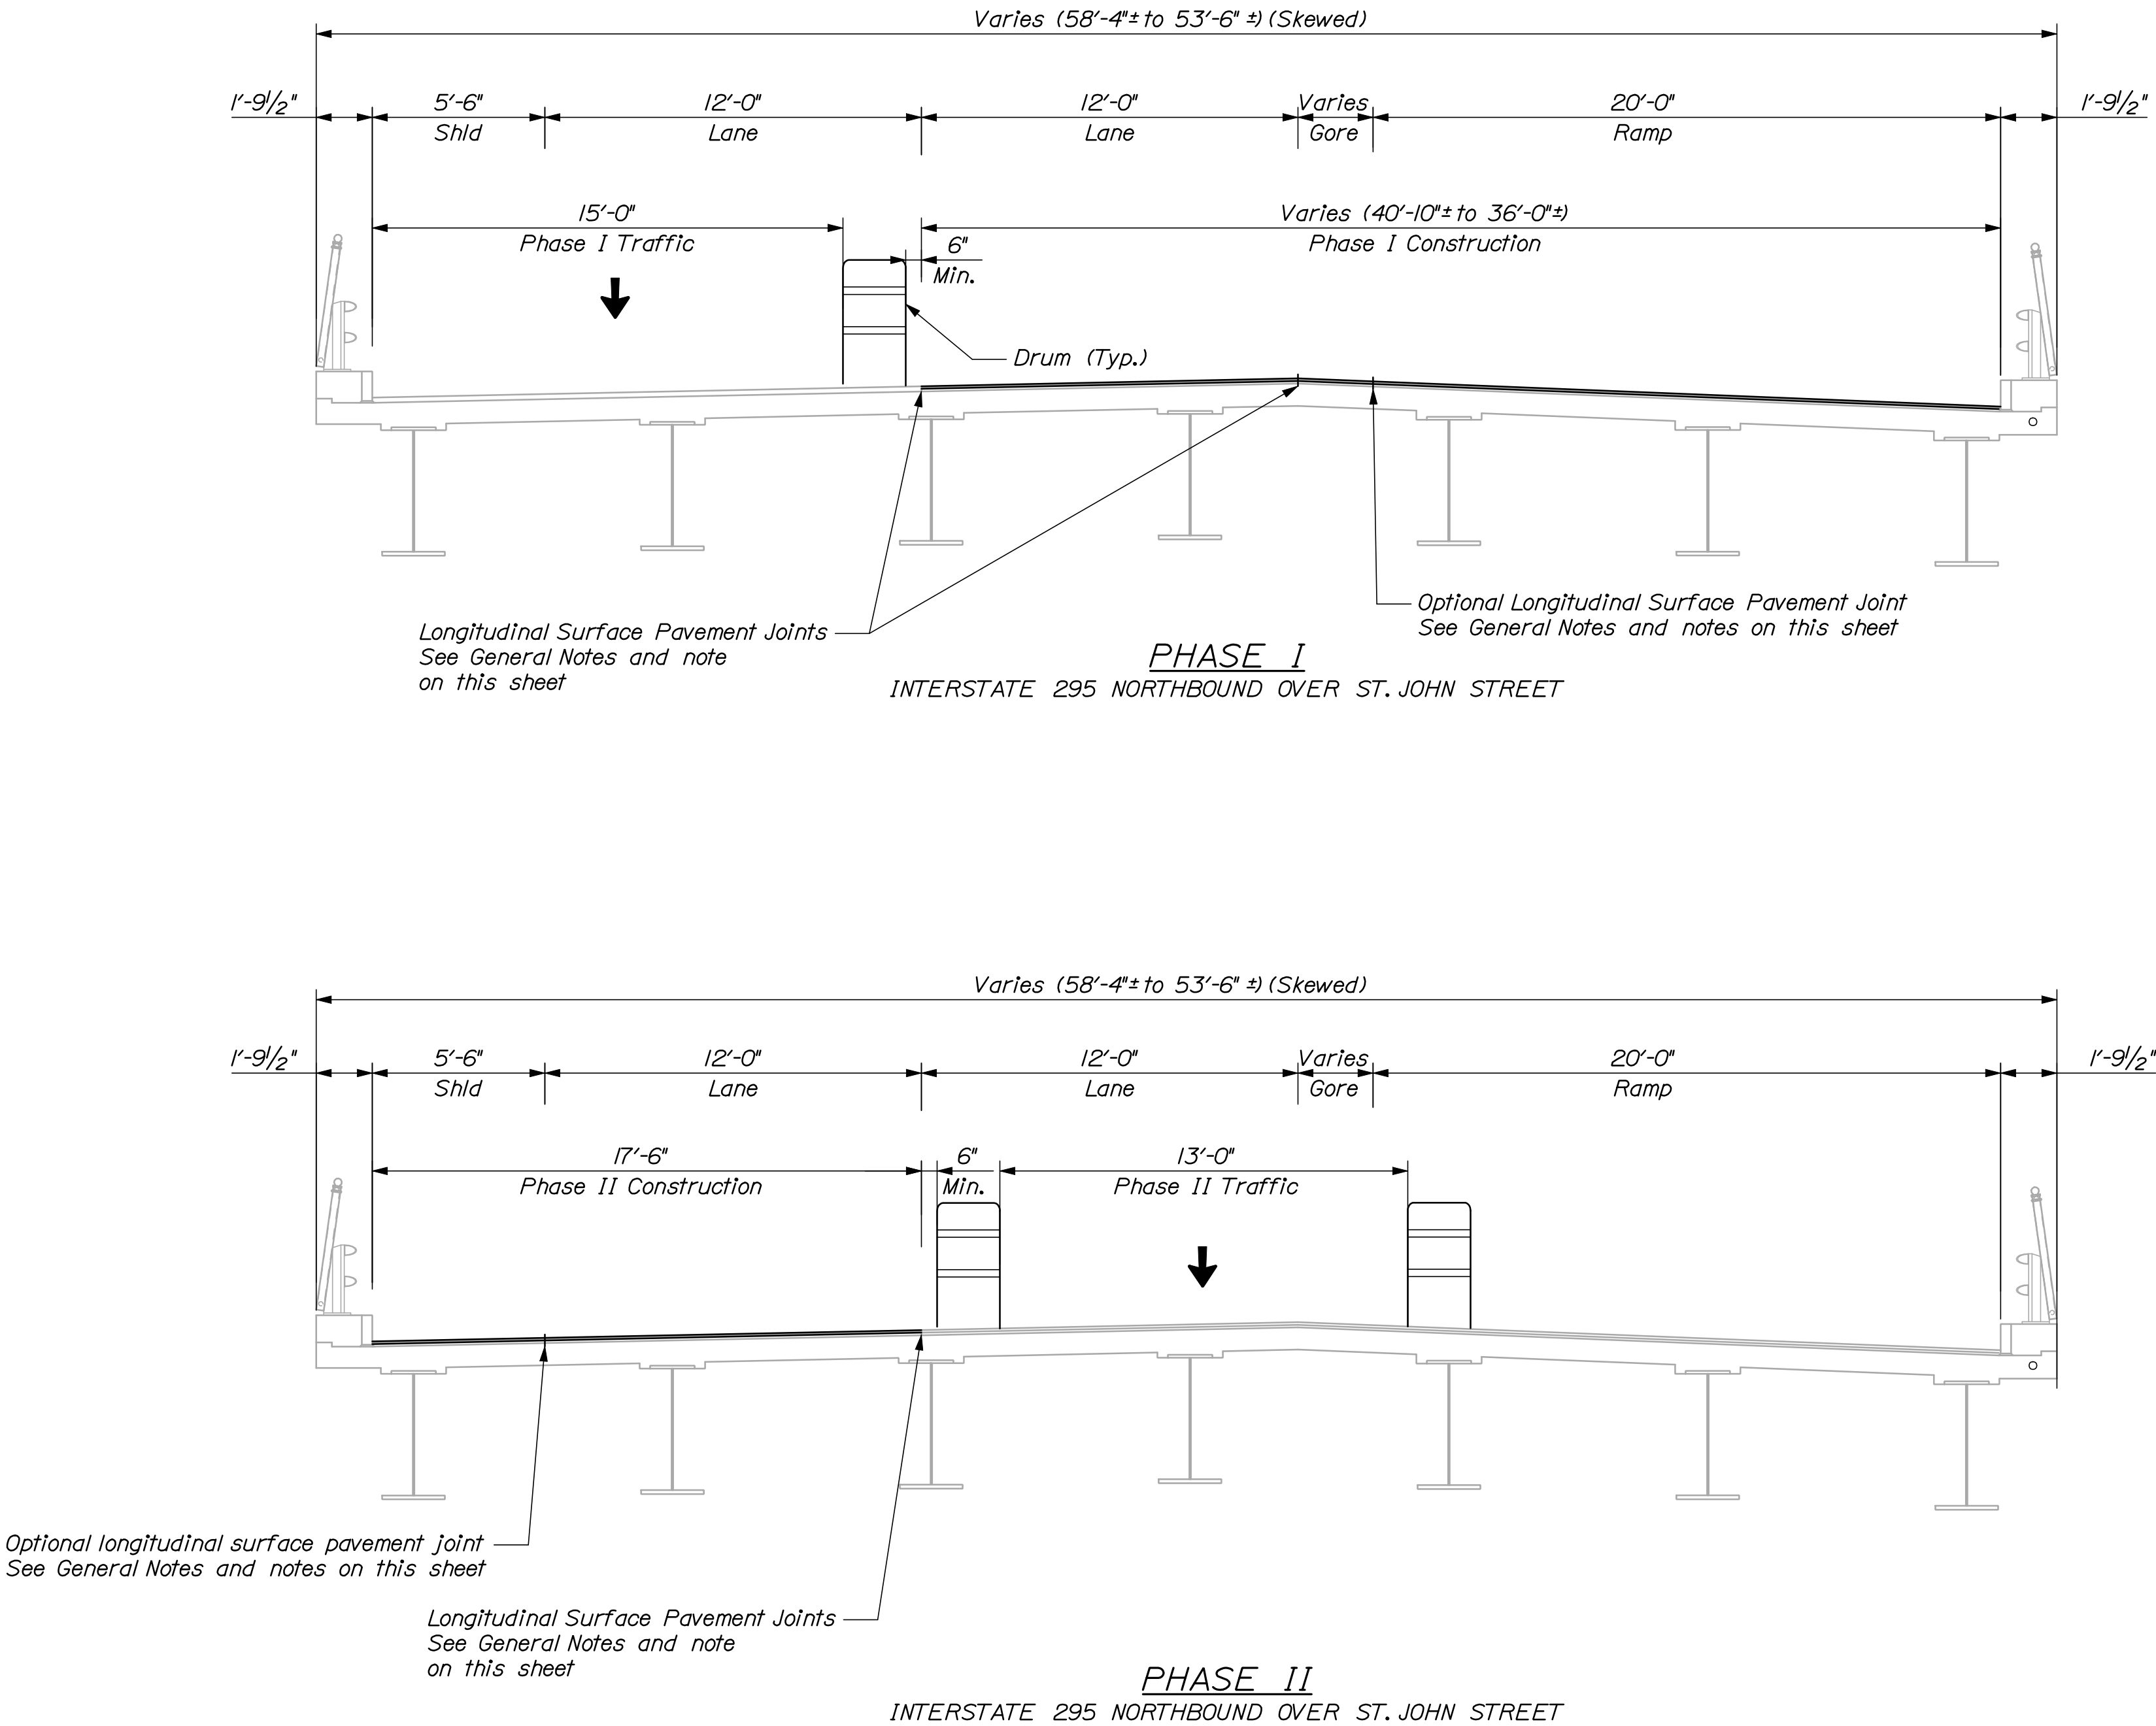 Varies (58'-4"± to 53'-6" ±) (Skewed)
1'-9½" 5'-6" 12'-0" 12'-0" Varies 20'-0" 1'-9½"
Shld Lane Lane Gore Ramp
15'-0" Varies (40'-10"± to 36'-0"±)
Phase I Traffic 6" Phase I Construction
Min.
Drum (Typ.)
Optional Longitudinal Surface Pavement Joint
See General Notes and notes on this sheet
Longitudinal Surface Pavement Joints
See General Notes and note
on this sheet
PHASE I
INTERSTATE 295 NORTHBOUND OVER ST. JOHN STREET
Varies (58'-4"± to 53'-6" ±) (Skewed)
1'-9½" 5'-6" 12'-0" 12'-0" Varies 20'-0" 1'-9½"
Shld Lane Lane Gore Ramp
17'-6" 6" 13'-0"
Phase II Construction Min. Phase II Traffic
Optional longitudinal surface pavement joint
See General Notes and notes on this sheet
Longitudinal Surface Pavement Joints
See General Notes and note
on this sheet
PHASE II
INTERSTATE 295 NORTHBOUND OVER ST. JOHN STREET